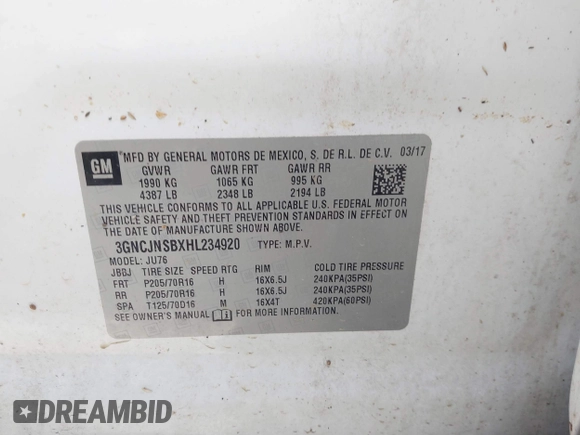 GM
MFD BY GENERAL MOTORS DE MEXICO, S. DE R.L. DE C.V. 03/17
GVWR GAWR FRT GAWR RR
1990 KG 1065 KG 995 KG
4387 LB 2348 LB 2194 LB
THIS VEHICLE CONFORMS TO ALL APPLICABLE U.S. FEDERAL MOTOR
VEHICLE SAFETY AND THEFT PREVENTION STANDARDS IN EFFECT
ON THE DATE OF MANUFACTURE SHOWN ABOVE.
3GNCJNSBXHL234920 TYPE: M.P.V.
MODEL: JU76
JBBJ TIRE SIZE SPEED RTG RIM COLD TIRE PRESSURE
FRT P205/70R16 H 16X6.5J 240KPA(35PSI)
RR P205/70R16 H 16X6.5J 240KPA(35PSI)
SPA T125/70D16 M 16X4T 420KPA(60PSI)
SEE OWNER'S MANUAL FOR MORE INFORMATION.
DREAMBID